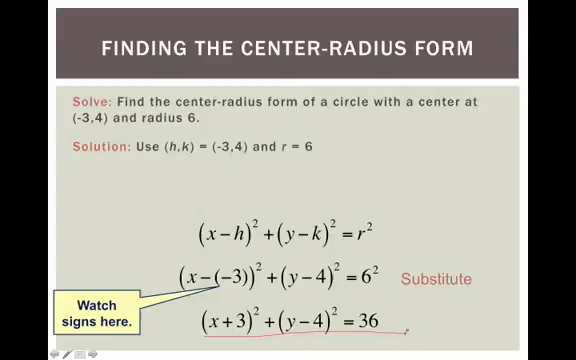 FINDING THE CENTER-RADIUS FORM
Solve: Find the center-radius form of a circle with a center at
(-3,4) and radius 6.
Solution: Use (h,k) = (-3,4) and r = 6
(x − h)² + (y − k)² = r²
(x − (−3))² + (y − 4)² = 6² Substitute
Watch
signs here.
(x + 3)² + (y − 4)² = 36